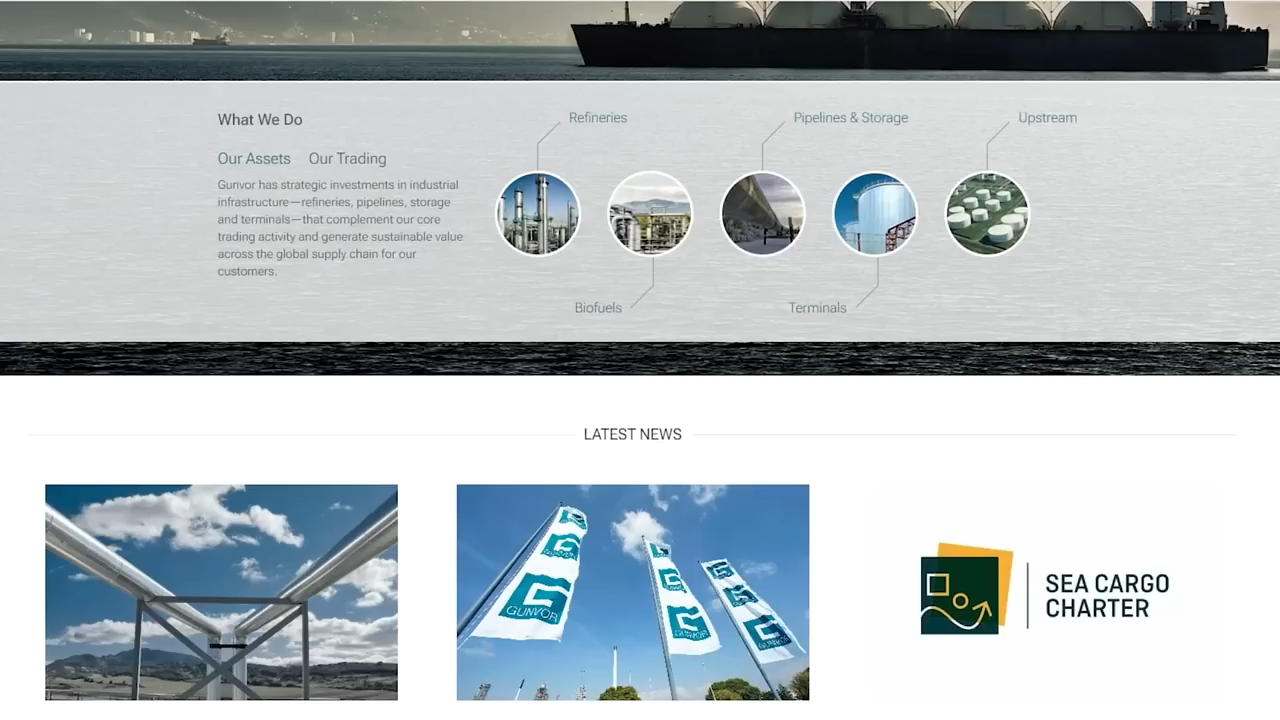 What We Do
Our Assets Our Trading
Gunvor has strategic investments in industrial
infrastructure—refineries, pipelines, storage
and terminals—that complement our core
trading activity and generate sustainable value
across the global supply chain for our
customers.
Refineries
Pipelines & Storage
Upstream
Biofuels
Terminals
LATEST NEWS
GUNVOR
GUNVOR
GUNVOR
SEA CARGO
CHARTER